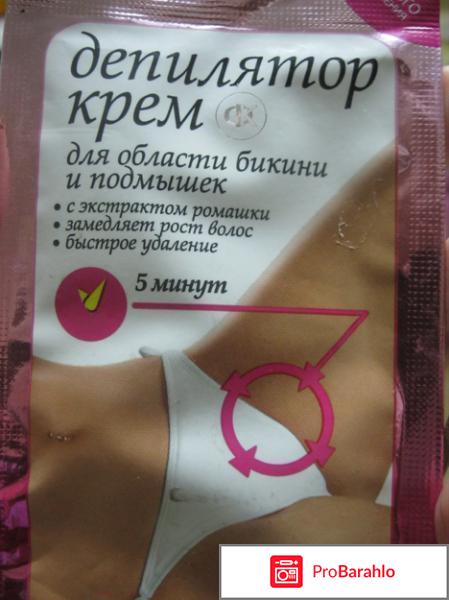 депилятор
крем
для области бикини
и подмышек
• с экстрактом ромашки
• замедляет рост волос
• быстрое удаление
5 минут
ProBarahlo